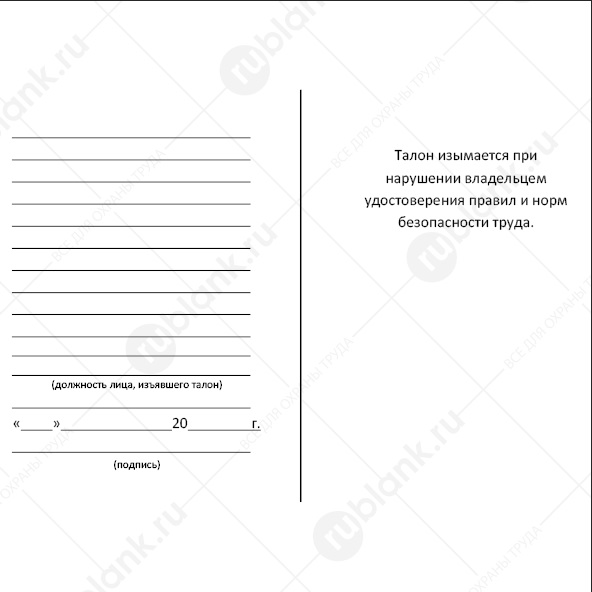 (должность лица, изъявшего талон)
«____»______________20________г.
(подпись)
Талон изымается при
нарушении владельцем
удостоверения правил и норм
безопасности труда.
rublank.ru
ВСЕ ДЛЯ ОХРАНЫ ТРУДА